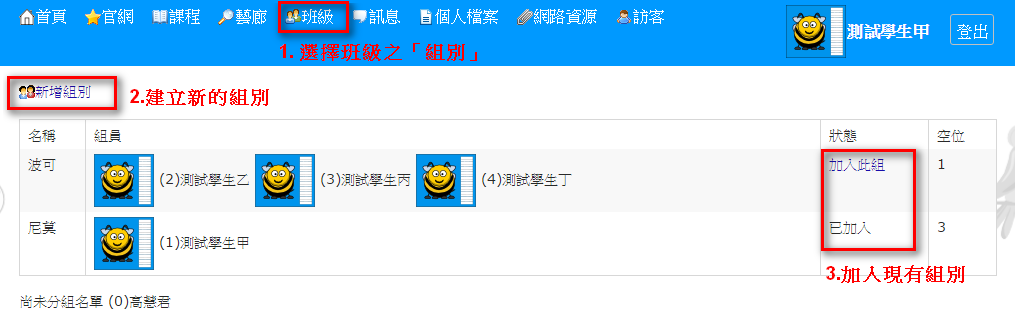 首頁 官網 課程 藝廊 班級 訊息 個人檔案 網路資源 訪客 測試學生甲 登出
1. 選擇班級之「組別」
新增組別 2.建立新的組別
名稱 組員 狀態 空位
波可 (2)測試學生乙 (3)測試學生丙 (4)測試學生丁 加入此組 1
尼莫 (1)測試學生甲 已加入 3
3.加入現有組別
尚未分組名單 (0)高慧君